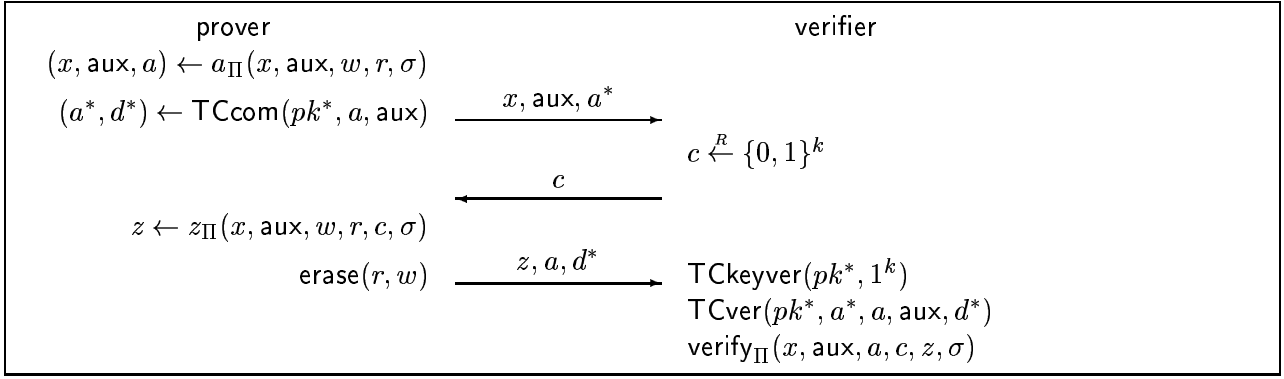 prover verifier
(x, aux, a) ← a_Π(x, aux, w, r, σ)
(a*, d*) ← TCcom(pk*, a, aux) x, aux, a*
c ←^R {0, 1}^k
c
z ← z_Π(x, aux, w, r, c, σ)
erase(r, w) z, a, d* TCkeyver(pk*, 1^k)
TCver(pk*, a*, a, aux, d*)
verify_Π(x, aux, a, c, z, σ)